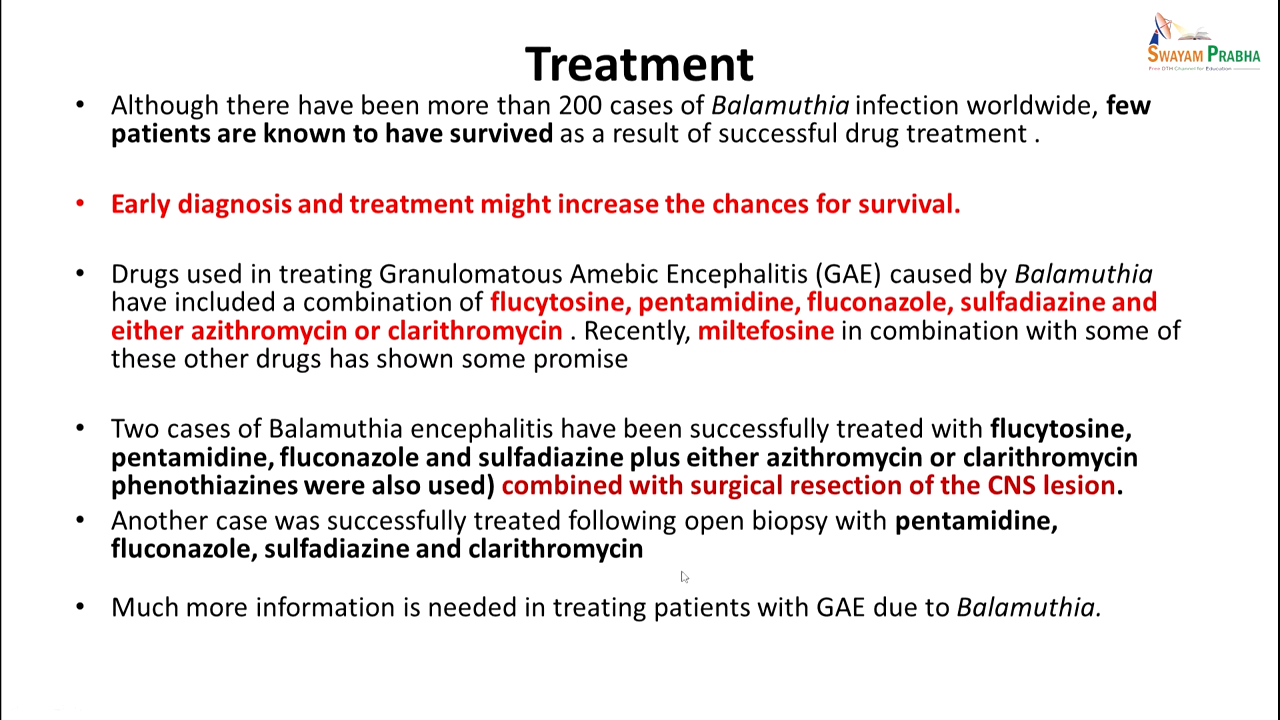 SWAYAM PRABHA
Free DTH Channel for Education
Treatment
• Although there have been more than 200 cases of Balamuthia infection worldwide, few
patients are known to have survived as a result of successful drug treatment .
• Early diagnosis and treatment might increase the chances for survival.
• Drugs used in treating Granulomatous Amebic Encephalitis (GAE) caused by Balamuthia
have included a combination of flucytosine, pentamidine, fluconazole, sulfadiazine and
either azithromycin or clarithromycin . Recently, miltefosine in combination with some of
these other drugs has shown some promise
• Two cases of Balamuthia encephalitis have been successfully treated with flucytosine,
pentamidine, fluconazole and sulfadiazine plus either azithromycin or clarithromycin
phenothiazines were also used) combined with surgical resection of the CNS lesion.
• Another case was successfully treated following open biopsy with pentamidine,
fluconazole, sulfadiazine and clarithromycin
• Much more information is needed in treating patients with GAE due to Balamuthia.